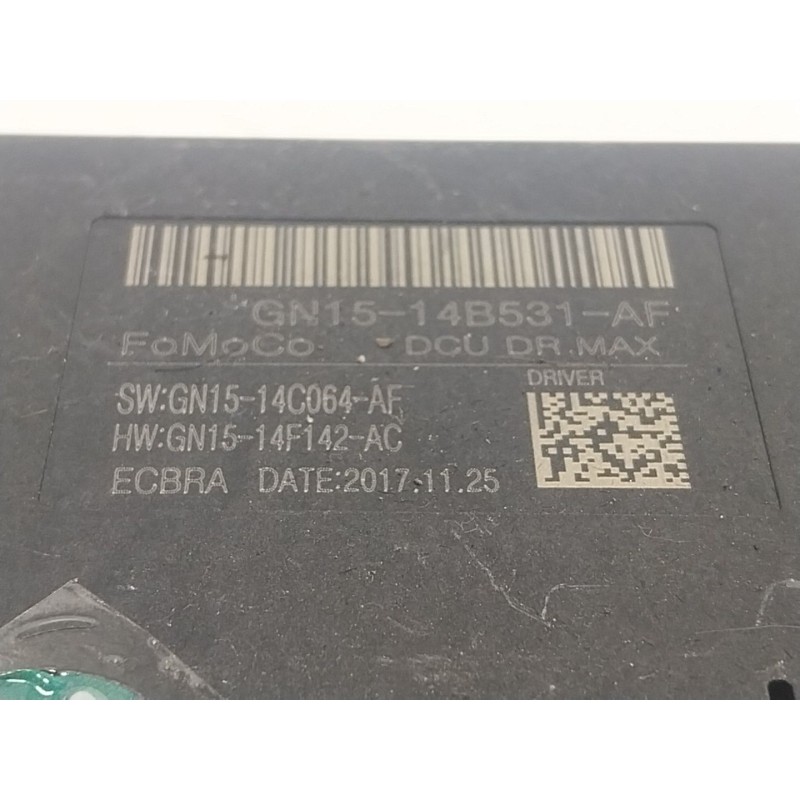 GN15-14B531-AF
FoMoCo DCU DR.MAX
DRIVER
SW:GN15-14C064-AF
HW:GN15-14F142-AC
ECBRA DATE:2017.11.25